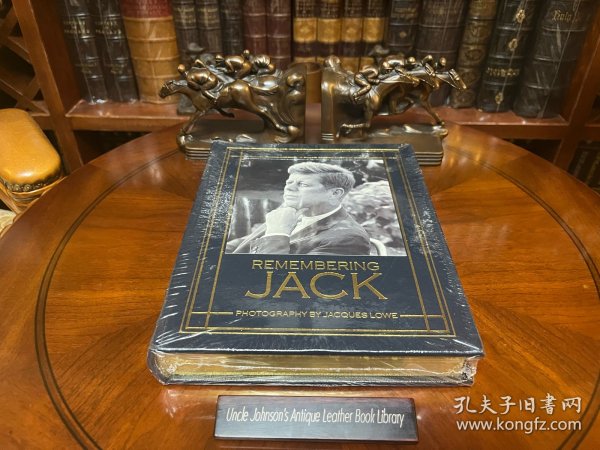 REMEMBERING
JACK
PHOTOGRAPHY BY JACQUES LOWE
Uncle Johnson's Antique Leather Book Library
孔夫子旧书网
www.kongfz.com